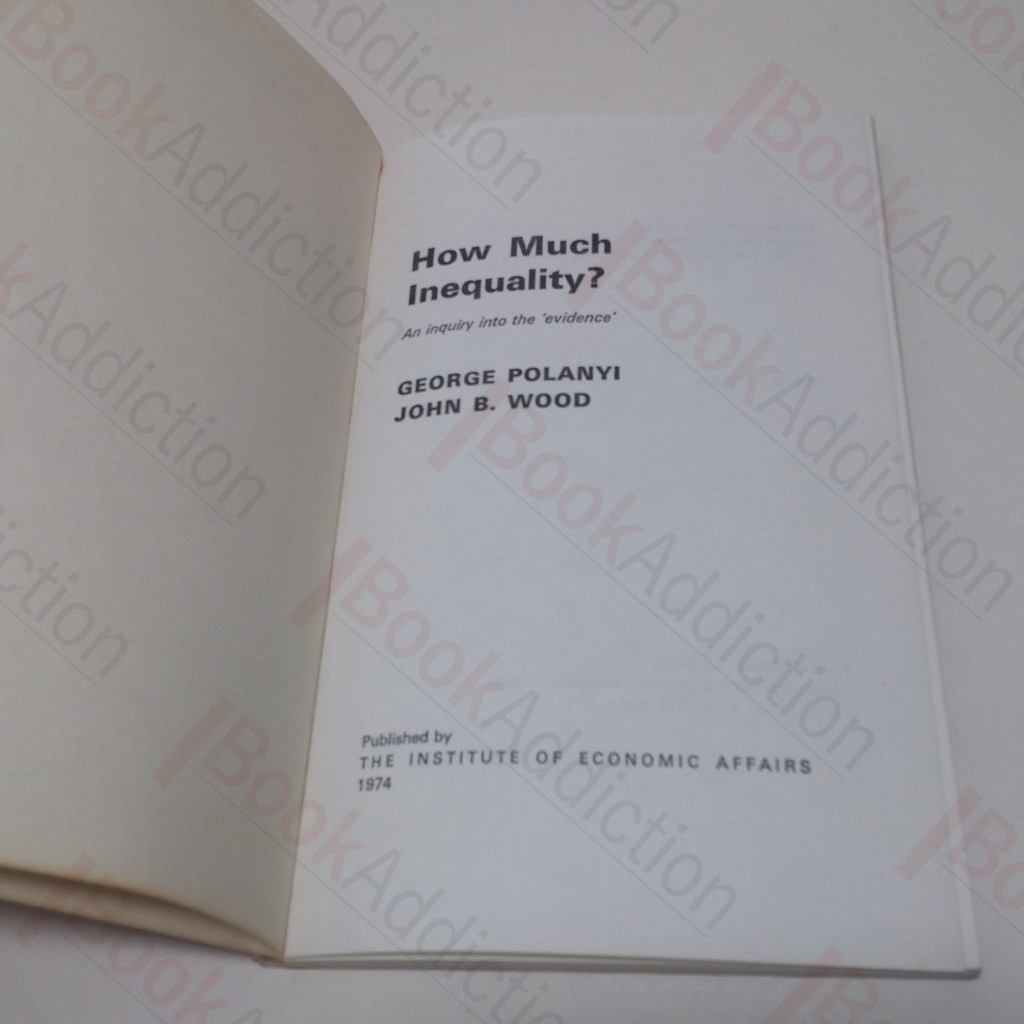 How Much
Inequality?
An inquiry into the 'evidence'
GEORGE POLANYI
JOHN B. WOOD
Published by
THE INSTITUTE OF ECONOMIC AFFAIRS
1974
BookAddiction